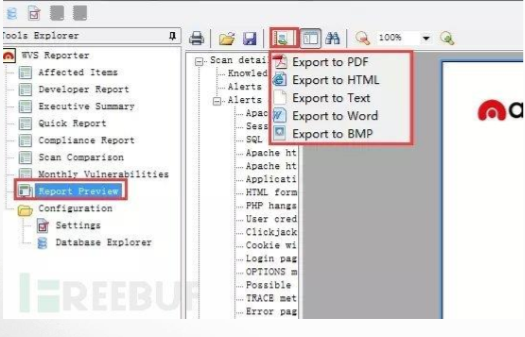 Tools Explorer
WVS Reporter
Affected Items
Developer Report
Executive Summary
Quick Report
Compliance Report
Scan Comparison
Monthly Vulnerabilities
Report Preview
Configuration
Settings
Database Explorer
100%
Scan detai
Knowled
Alerts
Alerts
Apac
Sess
SQL
Apache ht
Apache ht
Applicati
HTML form
PHP hangs
User cred
Clickjack
Cookie wi
Login pag
OPTIONS m
Possible
TRACE met
Error pag
Export to PDF
Export to HTML
Export to Text
Export to Word
Export to BMP
a
REEBUF